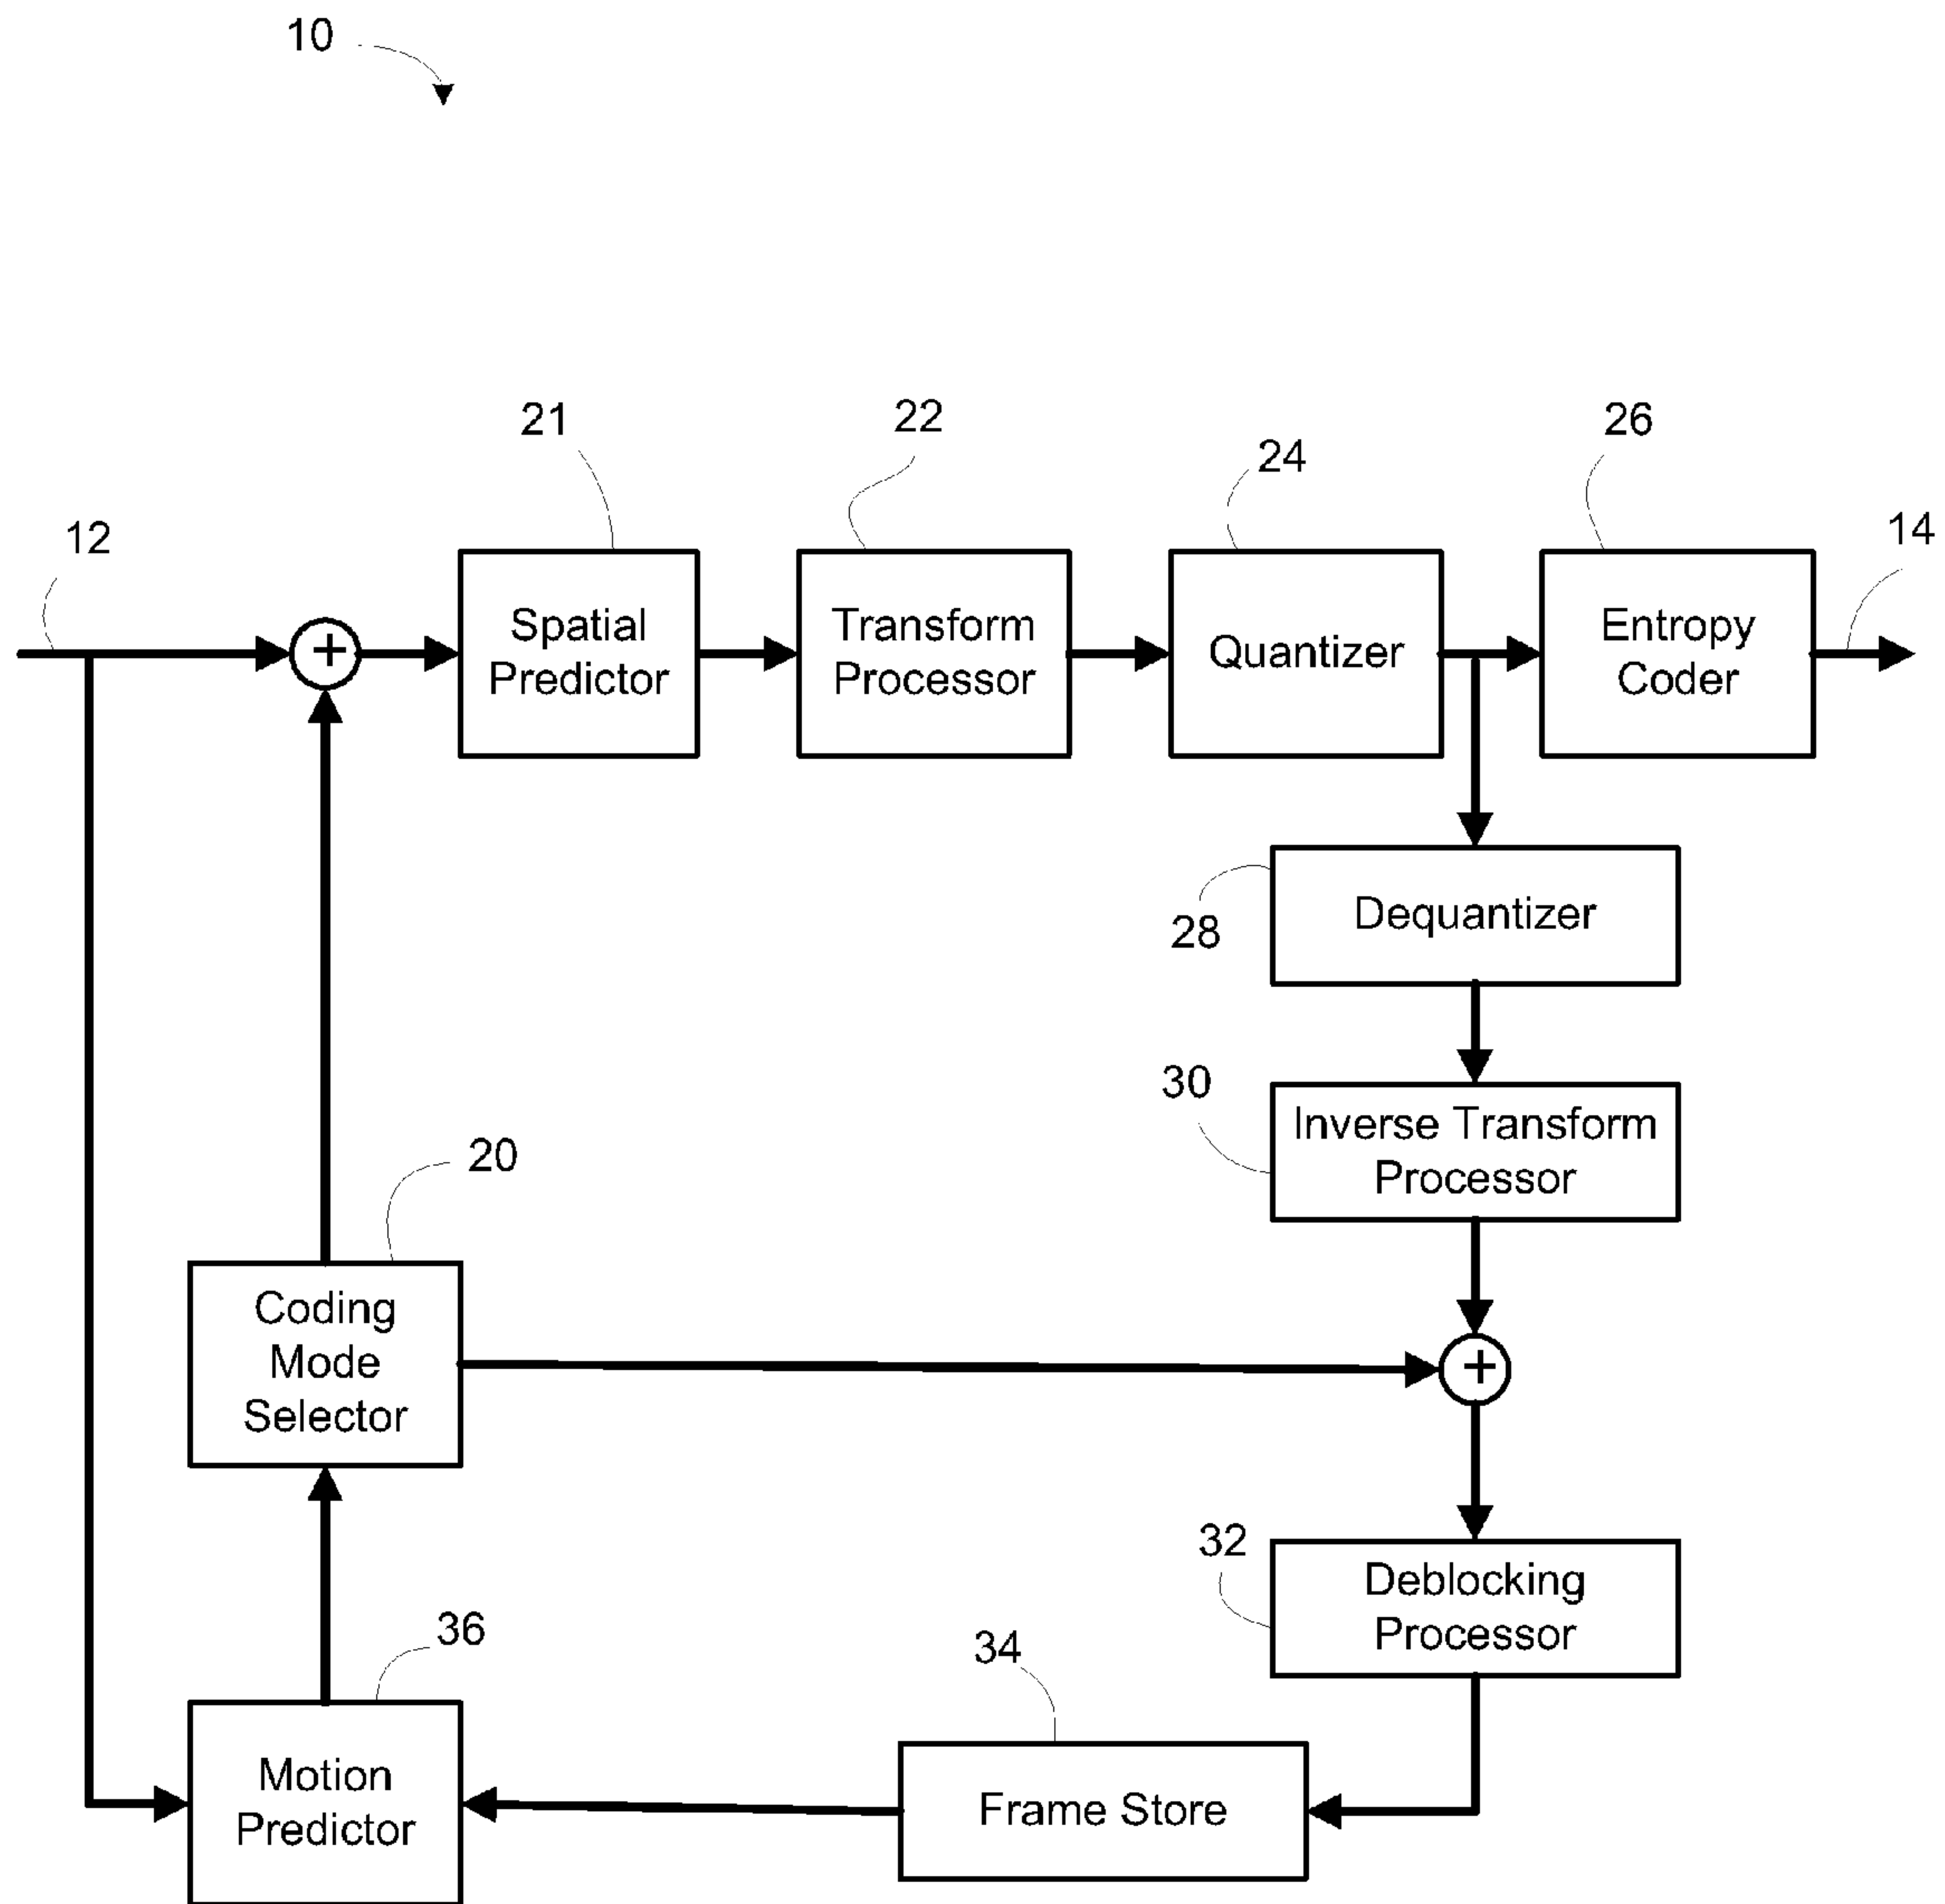 10
21
22
24
26
12
14
+
Spatial
Predictor
Transform
Processor
Quantizer
Entropy
Coder
28
Dequantizer
30
Inverse Transform
Processor
20
Coding
Mode
Selector
+
32
Deblocking
Processor
36
34
Motion
Predictor
Frame Store